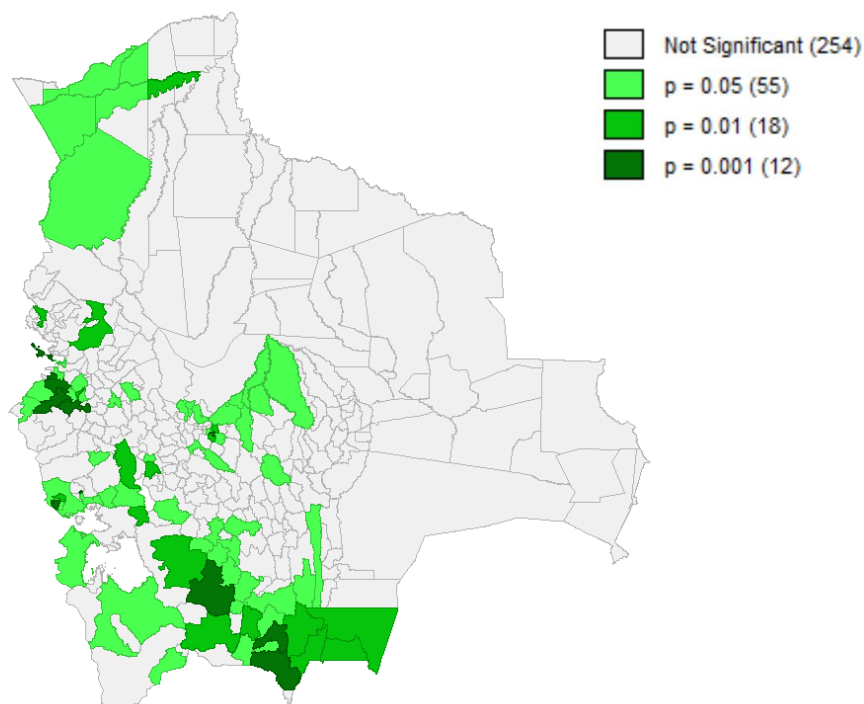 Not Significant (254)
p = 0.05 (55)
p = 0.01 (18)
p = 0.001 (12)